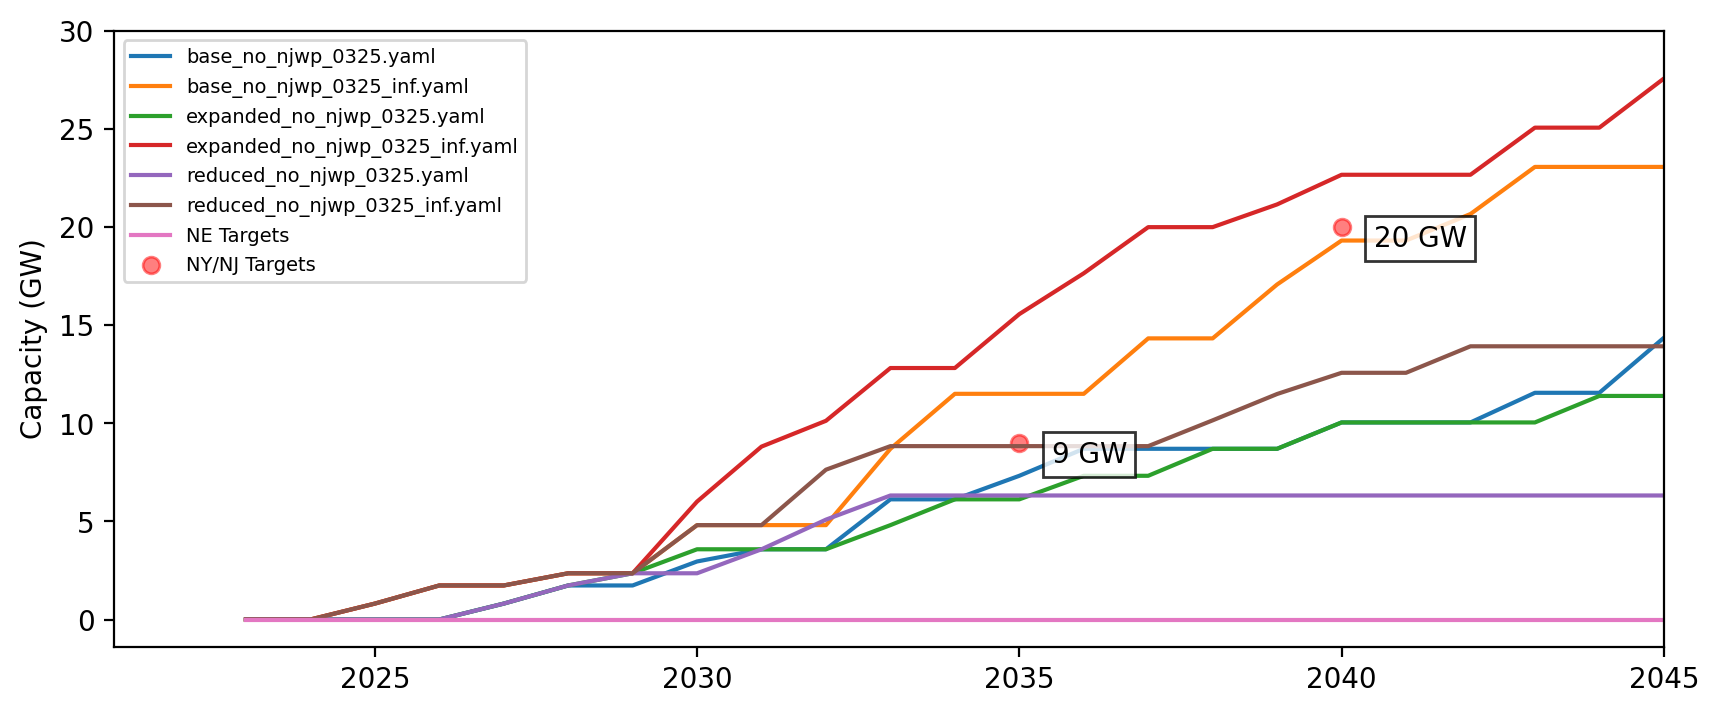 30
25
20
15
10
5
0
Capacity (GW)
base_no_njwp_0325.yaml
base_no_njwp_0325_inf.yaml
expanded_no_njwp_0325.yaml
expanded_no_njwp_0325_inf.yaml
reduced_no_njwp_0325.yaml
reduced_no_njwp_0325_inf.yaml
NE Targets
NY/NJ Targets
20 GW
9 GW
2025
2030
2035
2040
2045